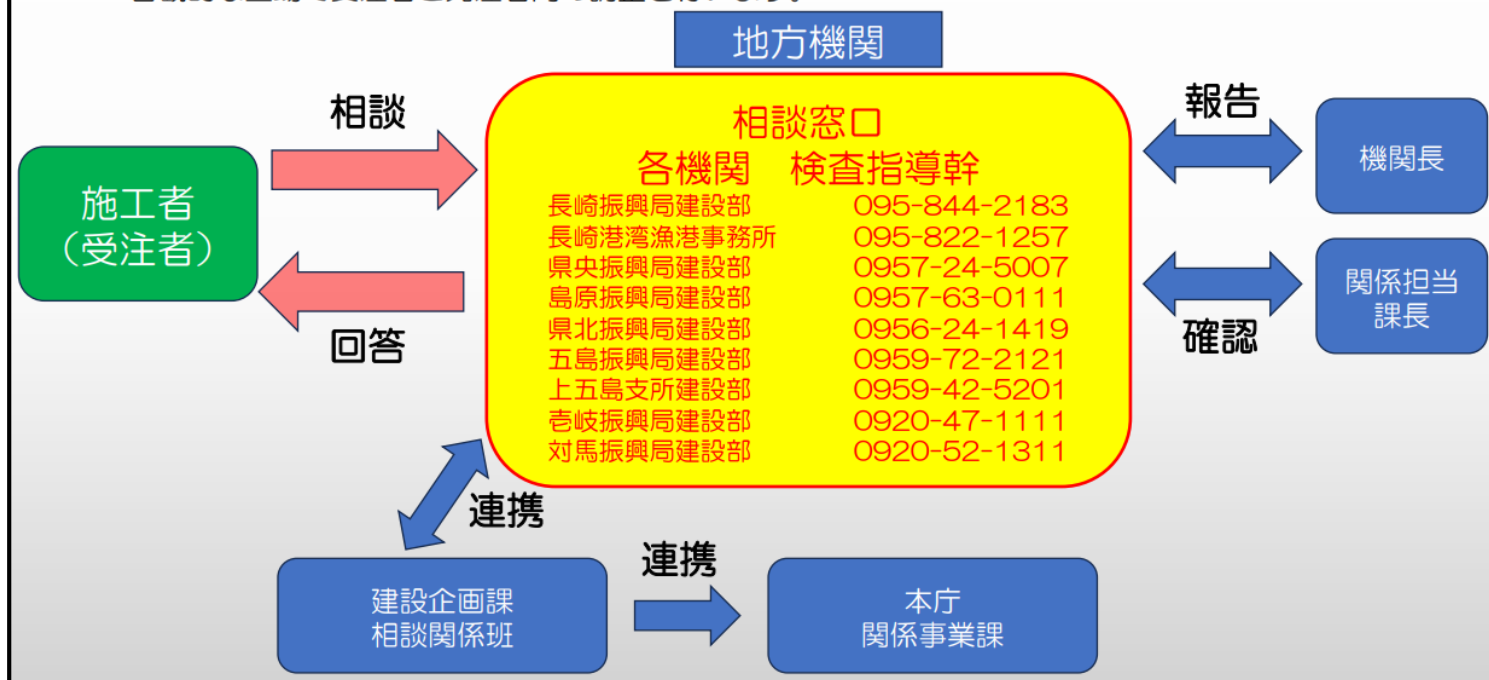 地方機関
相談
施工者
（受注者）
回答
相談窓口
各機関　検査指導幹
長崎振興局建設部　095-844-2183
長崎港湾漁港事務所　095-822-1257
県央振興局建設部　0957-24-5007
島原振興局建設部　0957-63-0111
県北振興局建設部　0956-24-1419
五島振興局建設部　0959-72-2121
上五島支所建設部　0959-42-5201
壱岐振興局建設部　0920-47-1111
対馬振興局建設部　0920-52-1311
報告
機関長
関係担当
課長
確認
連携
建設企画課
相談関係班
連携
本庁
関係事業課